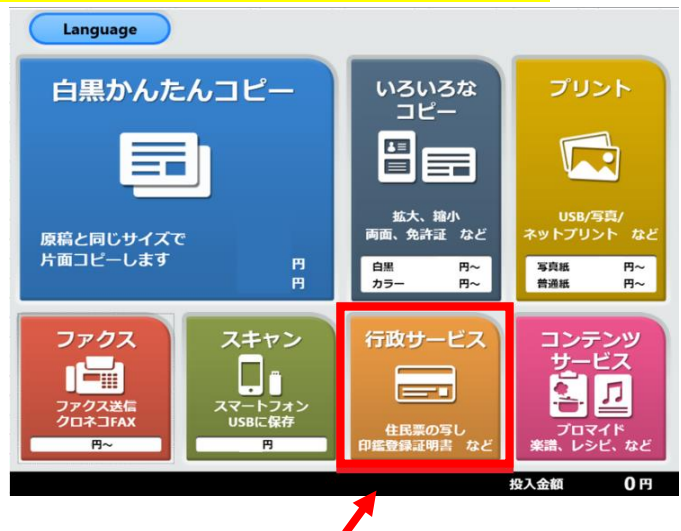 Language
白黒かんたんコピー
原稿と同じサイズで
片面コピーします
円
円
いろいろな
コピー
拡大、縮小
両面、免許証 など
白黒 円～
カラー 円～
プリント
USB/写真/
ネットプリント など
写真紙 円～
普通紙 円～
ファクス
ファクス送信
クロネコFAX
円～
スキャン
スマートフォン
USBに保存
円
行政サービス
住民票の写し
印鑑登録証明書 など
コンテンツ
サービス
ブロマイド
楽譜、レシピ、など
投入金額 0円